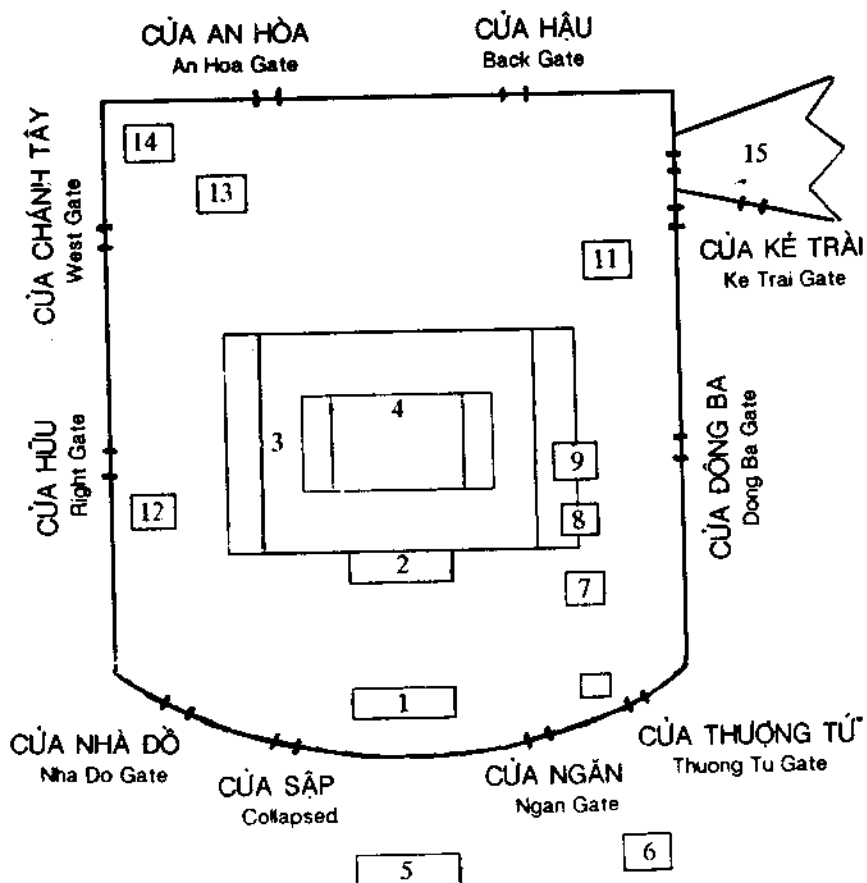 CỬA AN HÒA
An Hoa Gate
CỬA HẬU
Back Gate
CỬA CHÁNH TÂY
West Gate
14
13
15
11
CỬA KẺ TRÀI
Ke Trai Gate
4
3
9
8
CỬA HỮU
Right Gate
12
CỬA ĐÔNG BA
Dong Ba Gate
2
7
1
CỬA NHÀ ĐỒ
Nha Do Gate
CỬA SẬP
Collapsed
CỬA NGĂN
Ngan Gate
CỬA THƯỢNG TỨ
Thuong Tu Gate
5
6